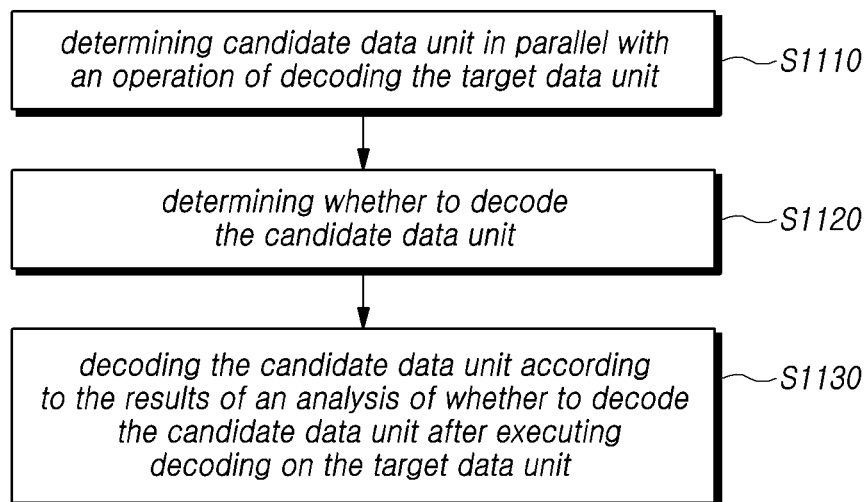 determining candidate data unit in parallel with
an operation of decoding the target data unit
S1110
determining whether to decode
the candidate data unit
S1120
decoding the candidate data unit according
to the results of an analysis of whether to decode
the candidate data unit after executing
decoding on the target data unit
S1130